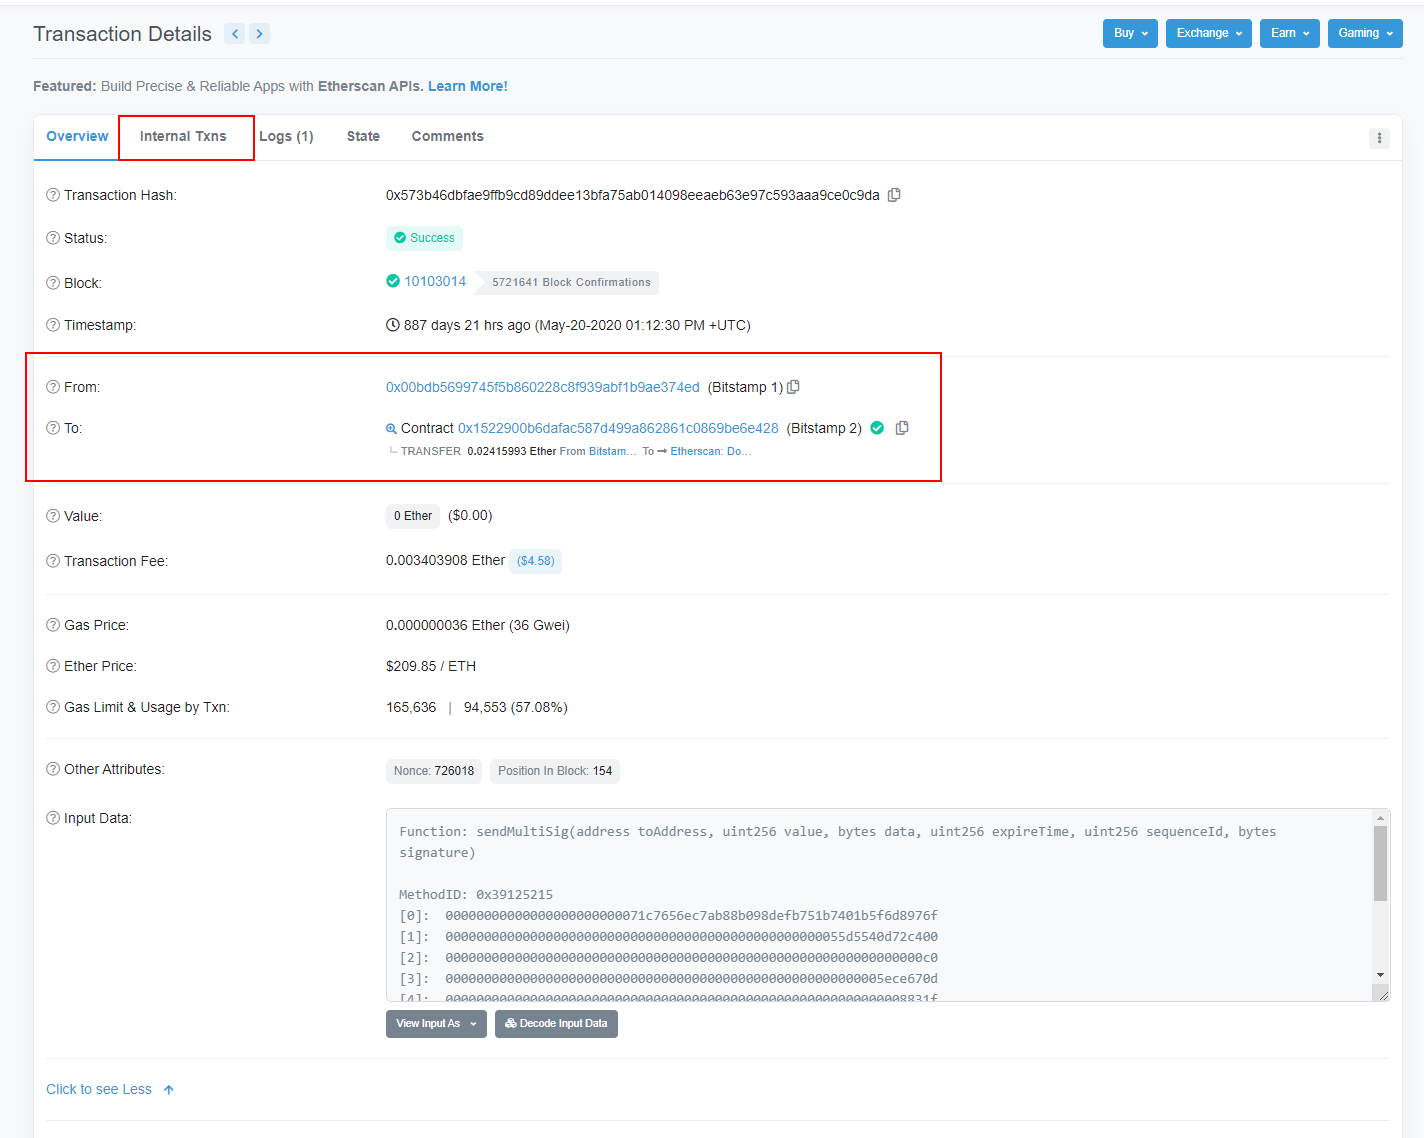 Transaction Details
Buy Exchange Earn Gaming
Featured: Build Precise & Reliable Apps with Etherscan APIs. Learn More!
Overview Internal Txns Logs (1) State Comments
Transaction Hash: 0x573b46dbfae9ffb9cd89ddee13bfa75ab014098eeaeb63e97c593aaa9ce0c9da
Status: Success
Block: 10103014 5721641 Block Confirmations
Timestamp: 887 days 21 hrs ago (May-20-2020 01:12:30 PM +UTC)
From: 0x00bdb5699745f5b860228c8f939abf1b9ae374ed (Bitstamp 1)
To: Contract 0x1522900b6dafac587d499a862861c0869be6e428 (Bitstamp 2)
TRANSFER 0.02415993 Ether From Bitstam... To → Etherscan: Do...
Value: 0 Ether ($0.00)
Transaction Fee: 0.003403908 Ether ($4.58)
Gas Price: 0.000000036 Ether (36 Gwei)
Ether Price: $209.85 / ETH
Gas Limit & Usage by Txn: 165,636 | 94,553 (57.08%)
Other Attributes: Nonce: 726018 Position In Block: 154
Input Data:
Function: sendMultiSig(address toAddress, uint256 value, bytes data, uint256 expireTime, uint256 sequenceId, bytes
signature)
MethodID: 0x39125215
[0]: 00000000000000000000000071c7656ec7ab88b098defb751b7401b5f6d8976f
[1]: 0000000000000000000000000000000000000000000000000055d5540d72c400
[2]: 00000000000000000000000000000000000000000000000000000000000000c0
[3]: 000000000000000000000000000000000000000000000000000000005ece670d
[4]: 000000000000000000000000000000000000000000000000000000000008831f
View Input As Decode Input Data
Click to see Less